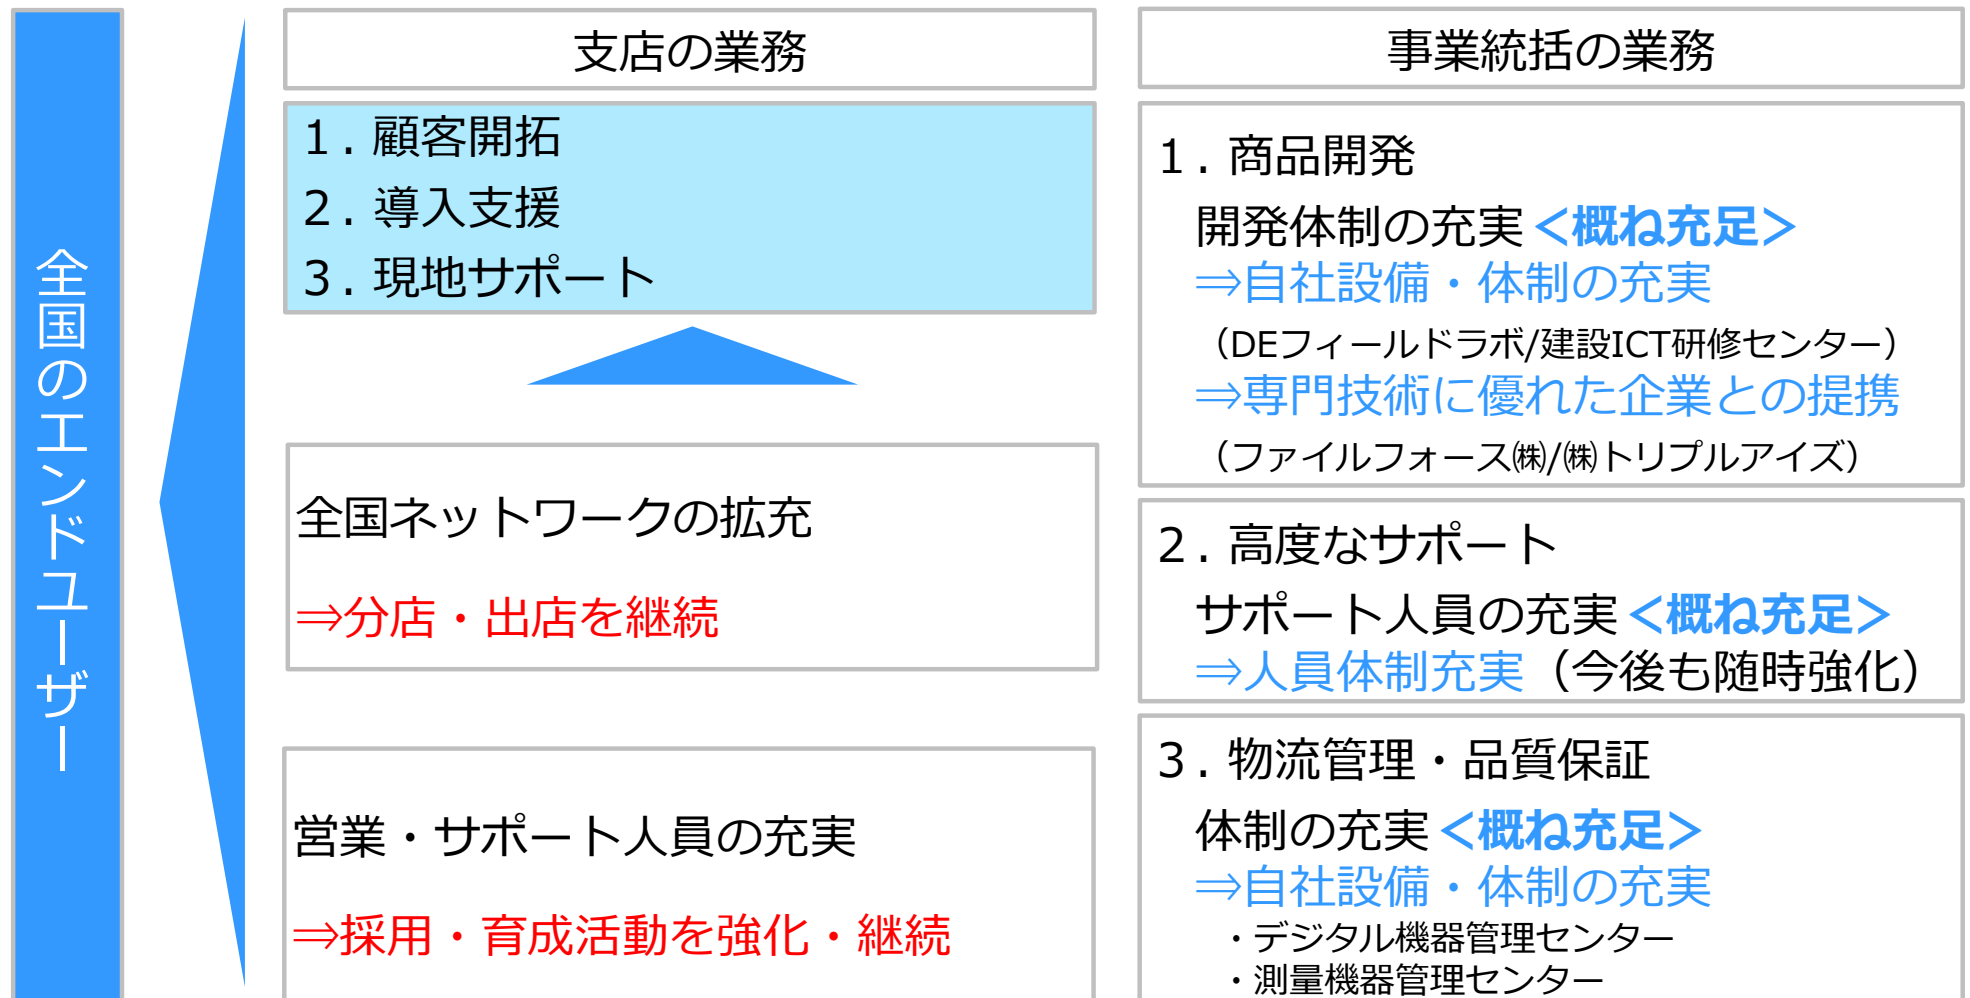 全国のエンドユーザー
支店の業務
１. 顧客開拓
２. 導入支援
３. 現地サポート
全国ネットワークの拡充
⇒分店・出店を継続
営業・サポート人員の充実
⇒採用・育成活動を強化・継続
事業統括の業務
１. 商品開発
開発体制の充実 <概ね充足>
⇒自社設備・体制の充実
（DEフィールドラボ/建設ICT研修センター）
⇒専門技術に優れた企業との提携
（ファイルフォース㈱/㈱トリプルアイズ）
２. 高度なサポート
サポート人員の充実 <概ね充足>
⇒人員体制充実（今後も随時強化）
３. 物流管理・品質保証
体制の充実 <概ね充足>
⇒自社設備・体制の充実
・デジタル機器管理センター
・測量機器管理センター